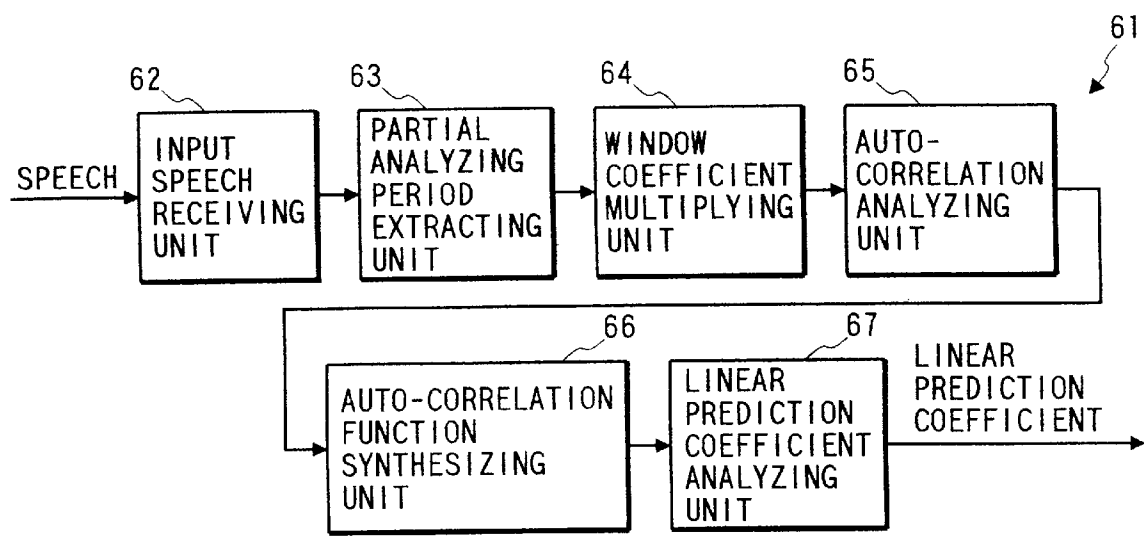 61
62
63
64
65
SPEECH
INPUT
SPEECH
RECEIVING
UNIT
PARTIAL
ANALYZING
PERIOD
EXTRACTING
UNIT
WINDOW
COEFFICIENT
MULTIPLYING
UNIT
AUTO-
CORRELATION
ANALYZING
UNIT
66
67
AUTO-CORRELATION
FUNCTION
SYNTHESIZING
UNIT
LINEAR
PREDICTION
COEFFICIENT
ANALYZING
UNIT
LINEAR
PREDICTION
COEFFICIENT